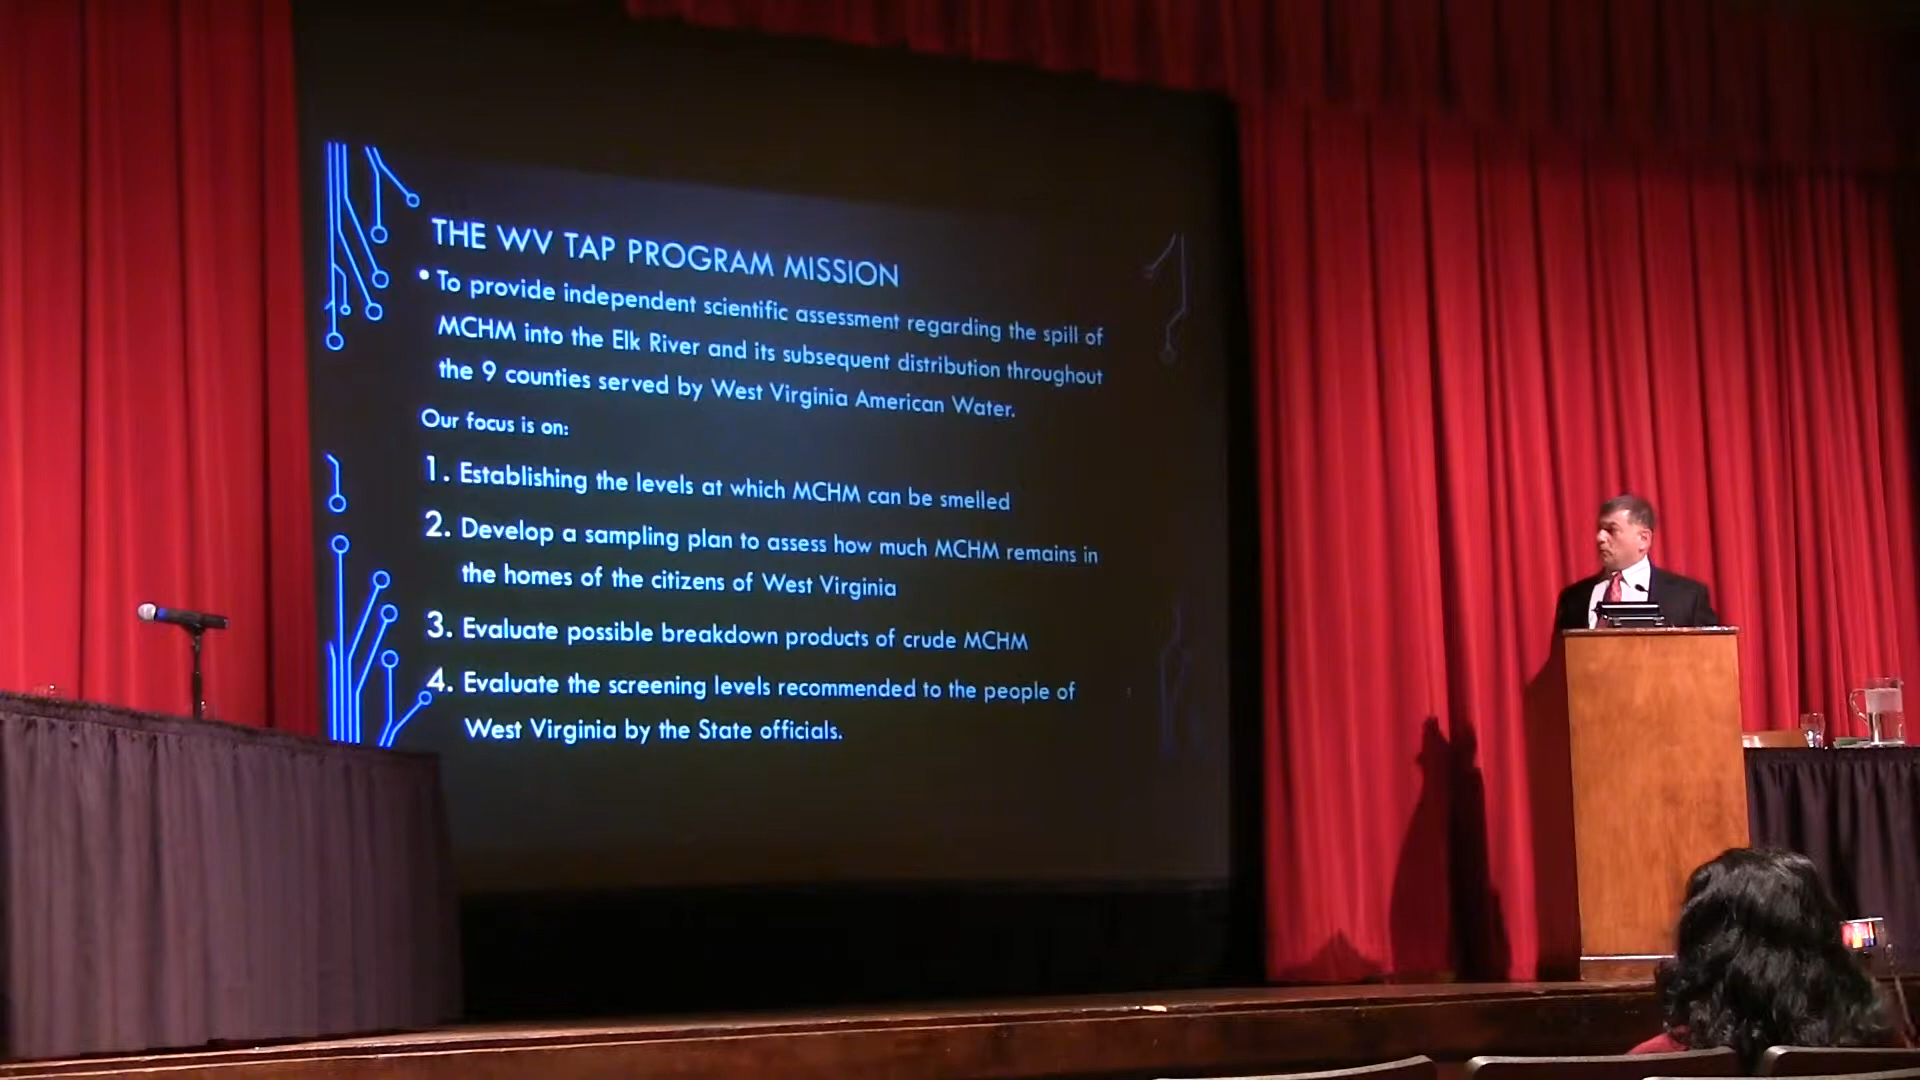 THE WV TAP PROGRAM MISSION
• To provide independent scientific assessment regarding the spill of
MCHM into the Elk River and its subsequent distribution throughout
the 9 counties served by West Virginia American Water.
Our focus is on:
1. Establishing the levels at which MCHM can be smelled
2. Develop a sampling plan to assess how much MCHM remains in
the homes of the citizens of West Virginia
3. Evaluate possible breakdown products of crude MCHM
4. Evaluate the screening levels recommended to the people of
West Virginia by the State officials.